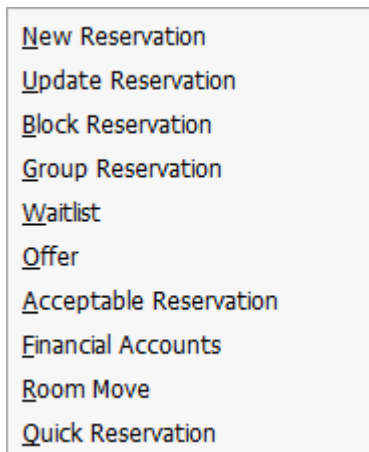 New Reservation
Update Reservation
Block Reservation
Group Reservation
Waitlist
Offer
Acceptable Reservation
Financial Accounts
Room Move
Quick Reservation